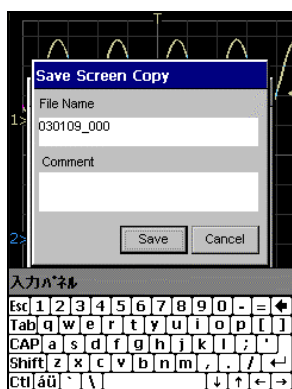 T
Save Screen Copy
File Name
1>
030109_000
Comment
2>
Save Cancel
入力ﾊﾟﾈﾙ
Esc 1 2 3 4 5 6 7 8 9 0 - = ←
Tab q w e r t y u i o p [ ]
CAP a s d f g h j k l ; '
Shift z x c v b n m , . / ↵
Ctl áü ` \ ↓ ↑ ← →